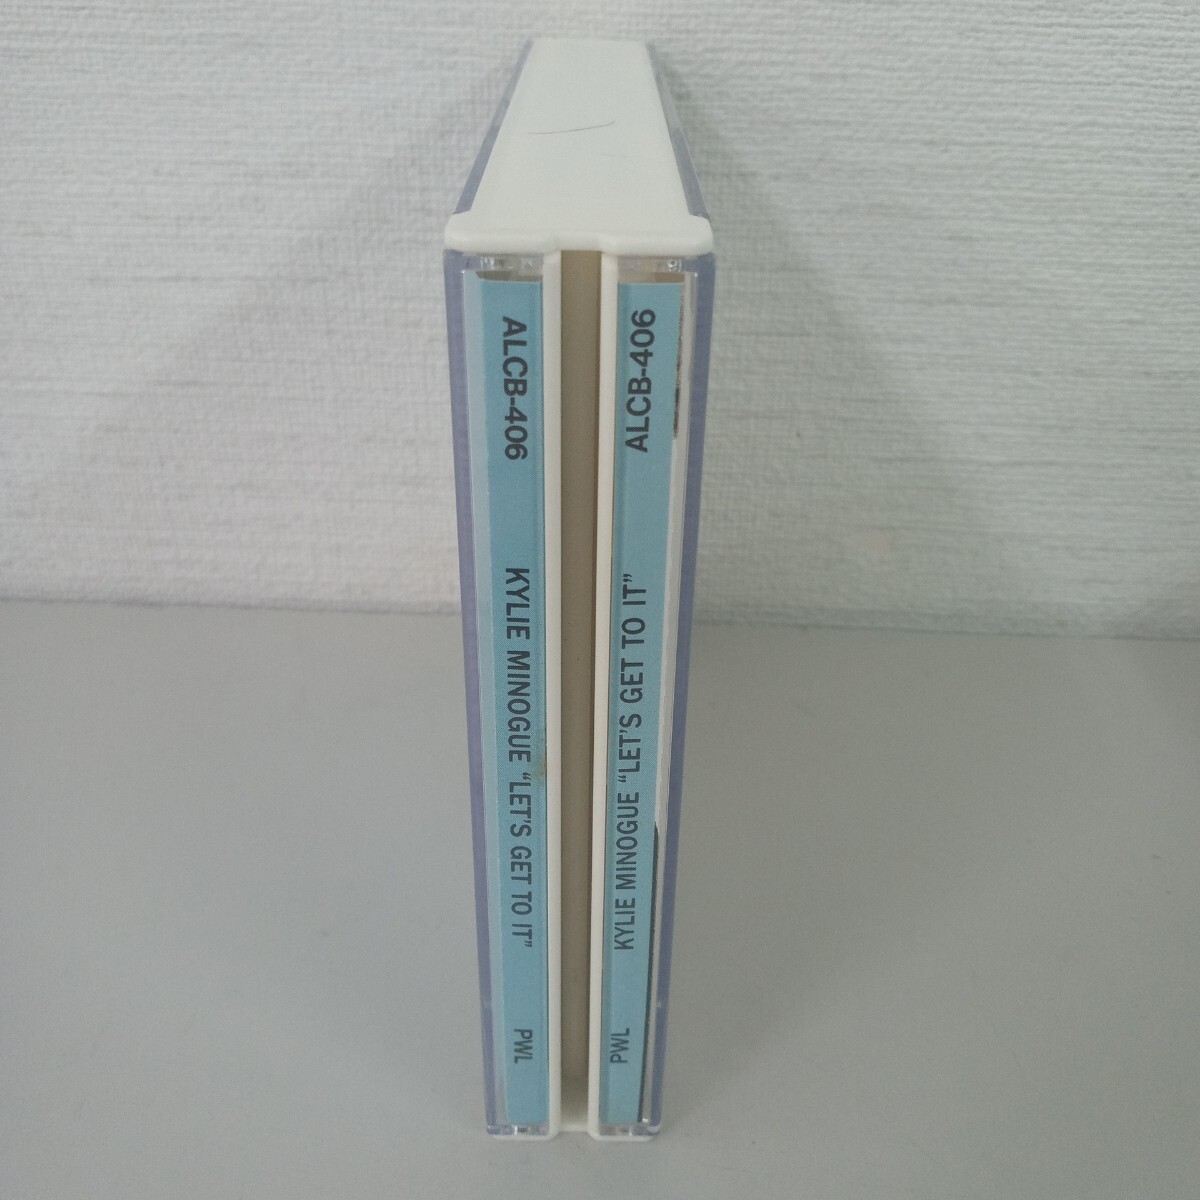 ALCB-406
KYLIE MINOGUE “LET'S GET TO IT”
PWL
ALCB-406
KYLIE MINOGUE “LET'S GET TO IT”
PWL